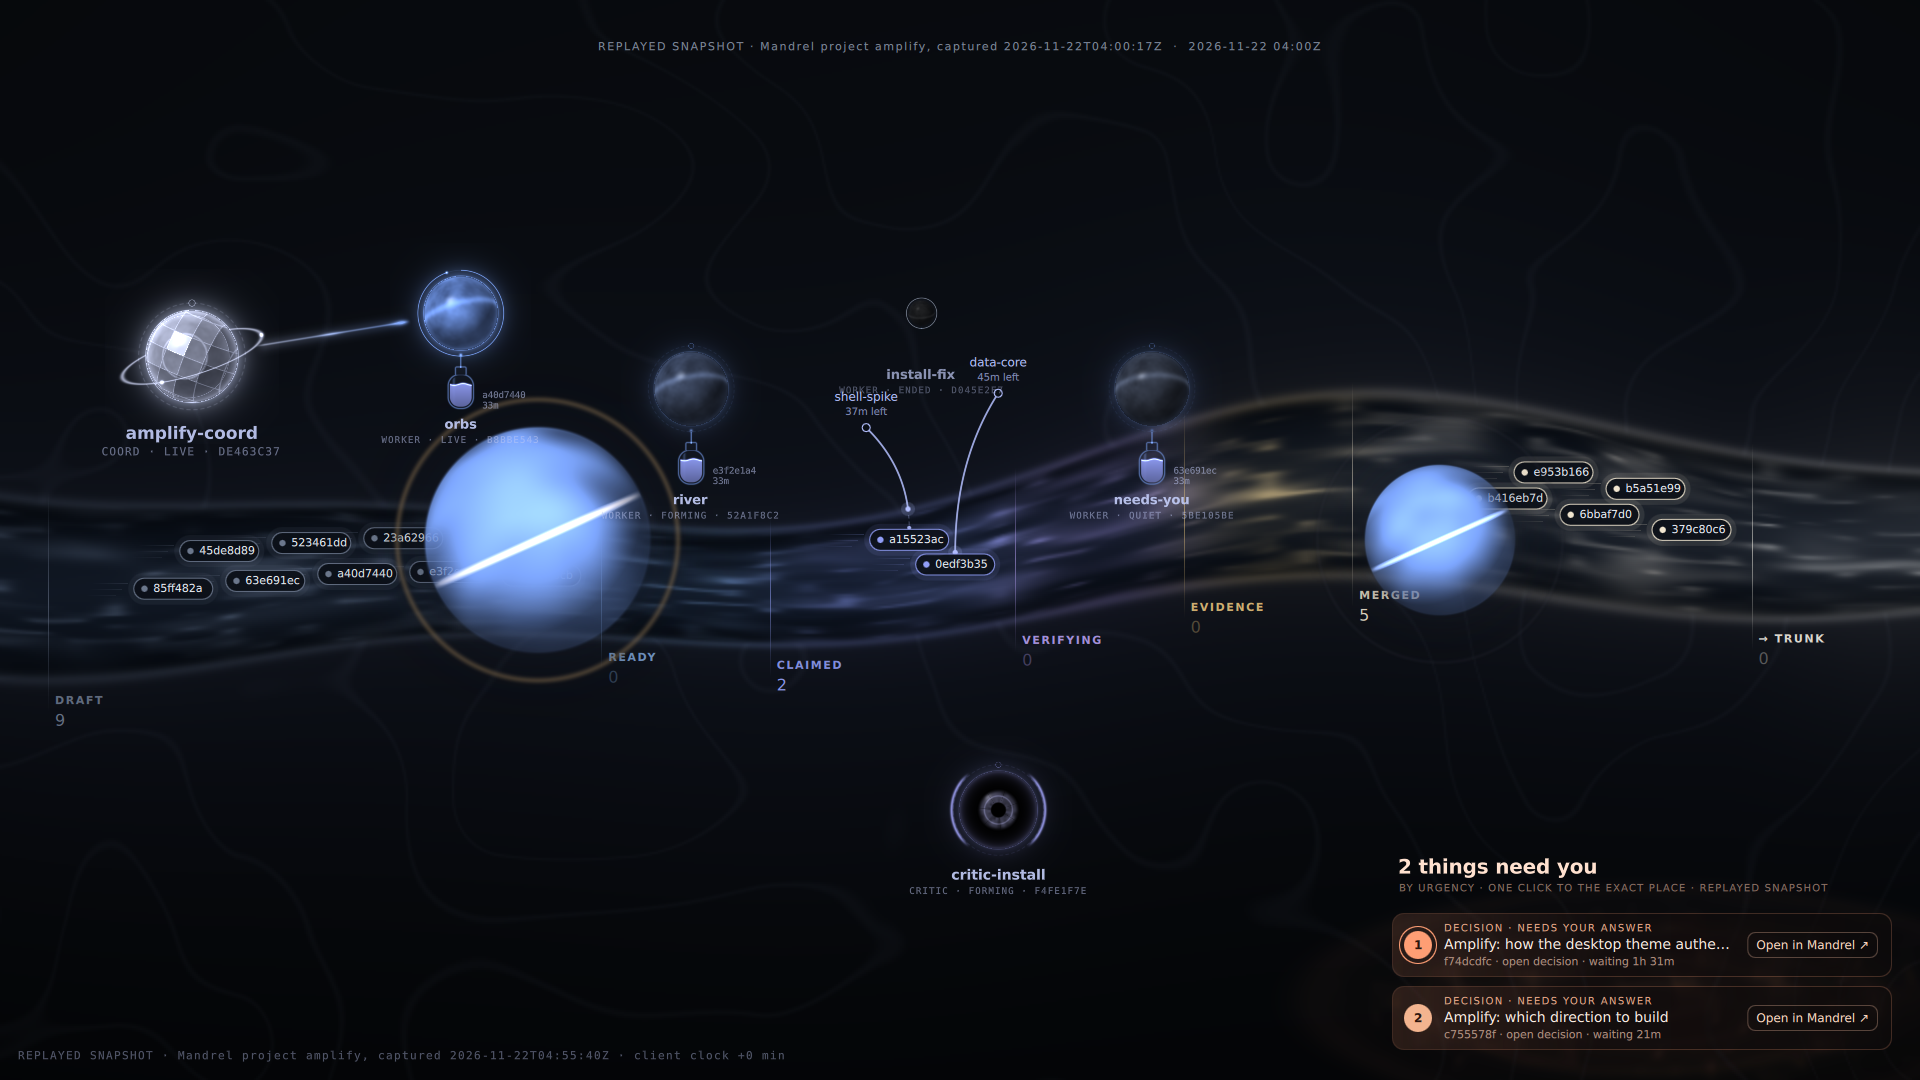 REPLAYED SNAPSHOT · Mandrel project amplify, captured 2026-11-22T04:00:17Z · 2026-11-22 04:00Z
amplify-coord
COORD · LIVE · DE463C37
a40d7440
33m
orbs
WORKER · LIVE ·
e3f2e1a4
33m
river
WORKER · FORMING · 52A1F8C2
install-fix
WORKER · ENDED ·
data-core
45m left
shell-spike
37m left
63e691ec
33m
needs-you
WORKER · QUIET · 5BE105BE
45de8d89
523461dd
85ff482a
63e691ec
a40d7440
a15523ac
0edf3b35
e953b166
b416eb7d
b5a51e99
6bbaf7d0
379c80c6
DRAFT
9
READY
0
CLAIMED
2
VERIFYING
0
EVIDENCE
0
MERGED
5
→ TRUNK
0
critic-install
CRITIC · FORMING · F4FE1F7E
2 things need you
BY URGENCY · ONE CLICK TO THE EXACT PLACE · REPLAYED SNAPSHOT
1
DECISION · NEEDS YOUR ANSWER
Amplify: how the desktop theme authe…
f74dcdfc · open decision · waiting 1h 31m
Open in Mandrel ↗
2
DECISION · NEEDS YOUR ANSWER
Amplify: which direction to build
c755578f · open decision · waiting 21m
Open in Mandrel ↗
REPLAYED SNAPSHOT · Mandrel project amplify, captured 2026-11-22T04:55:40Z · client clock +0 min